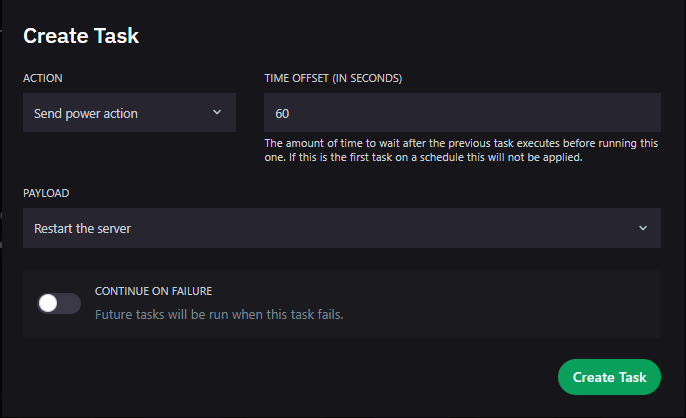 Create Task
ACTION
TIME OFFSET (IN SECONDS)
Send power action
60
The amount of time to wait after the previous task executes before running this
one. If this is the first task on a schedule this will not be applied.
PAYLOAD
Restart the server
CONTINUE ON FAILURE
Future tasks will be run when this task fails.
Create Task